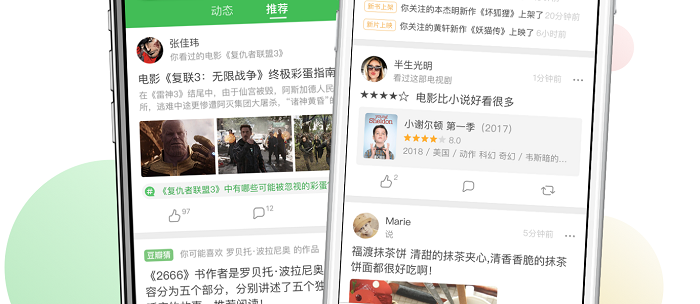 动态 推荐
张佳玮
你看过的电影《复仇者联盟3》
电影《复联3：无限战争》终极彩蛋指南
在《雷神3》结尾中，由于仙宫被毁，阿斯加德人民
所，逃难中这更惨遭阿灭集团大屠杀，“诸神黄昏”的
《复仇者联盟3》中有哪些可能被忽视的彩蛋
97
12
豆瓣猜 你可能喜欢 罗贝托·波拉尼奥 的作品
《2666》书作者是罗贝托·波拉尼奥
容分为五个部分，分别讲述了五个独
新书上架 你关注的本杰明新作《坏狐狸》上架了 20分钟前
新片上映 你关注的黄轩新作《妖猫传》上映了 6小时前
半生光明
看过这部电视剧
1分钟前
★★★★☆ 电影比小说好看很多
Sheldon
小谢尔顿 第一季（2017）
8.0
2018 / 美国 / 动作 科幻 奇幻 / 韦斯暗的...
2
Marie
说
5分钟前
福渡抹茶饼 清甜的抹茶夹心,清香香脆的抹茶
饼面都很好吃啊!